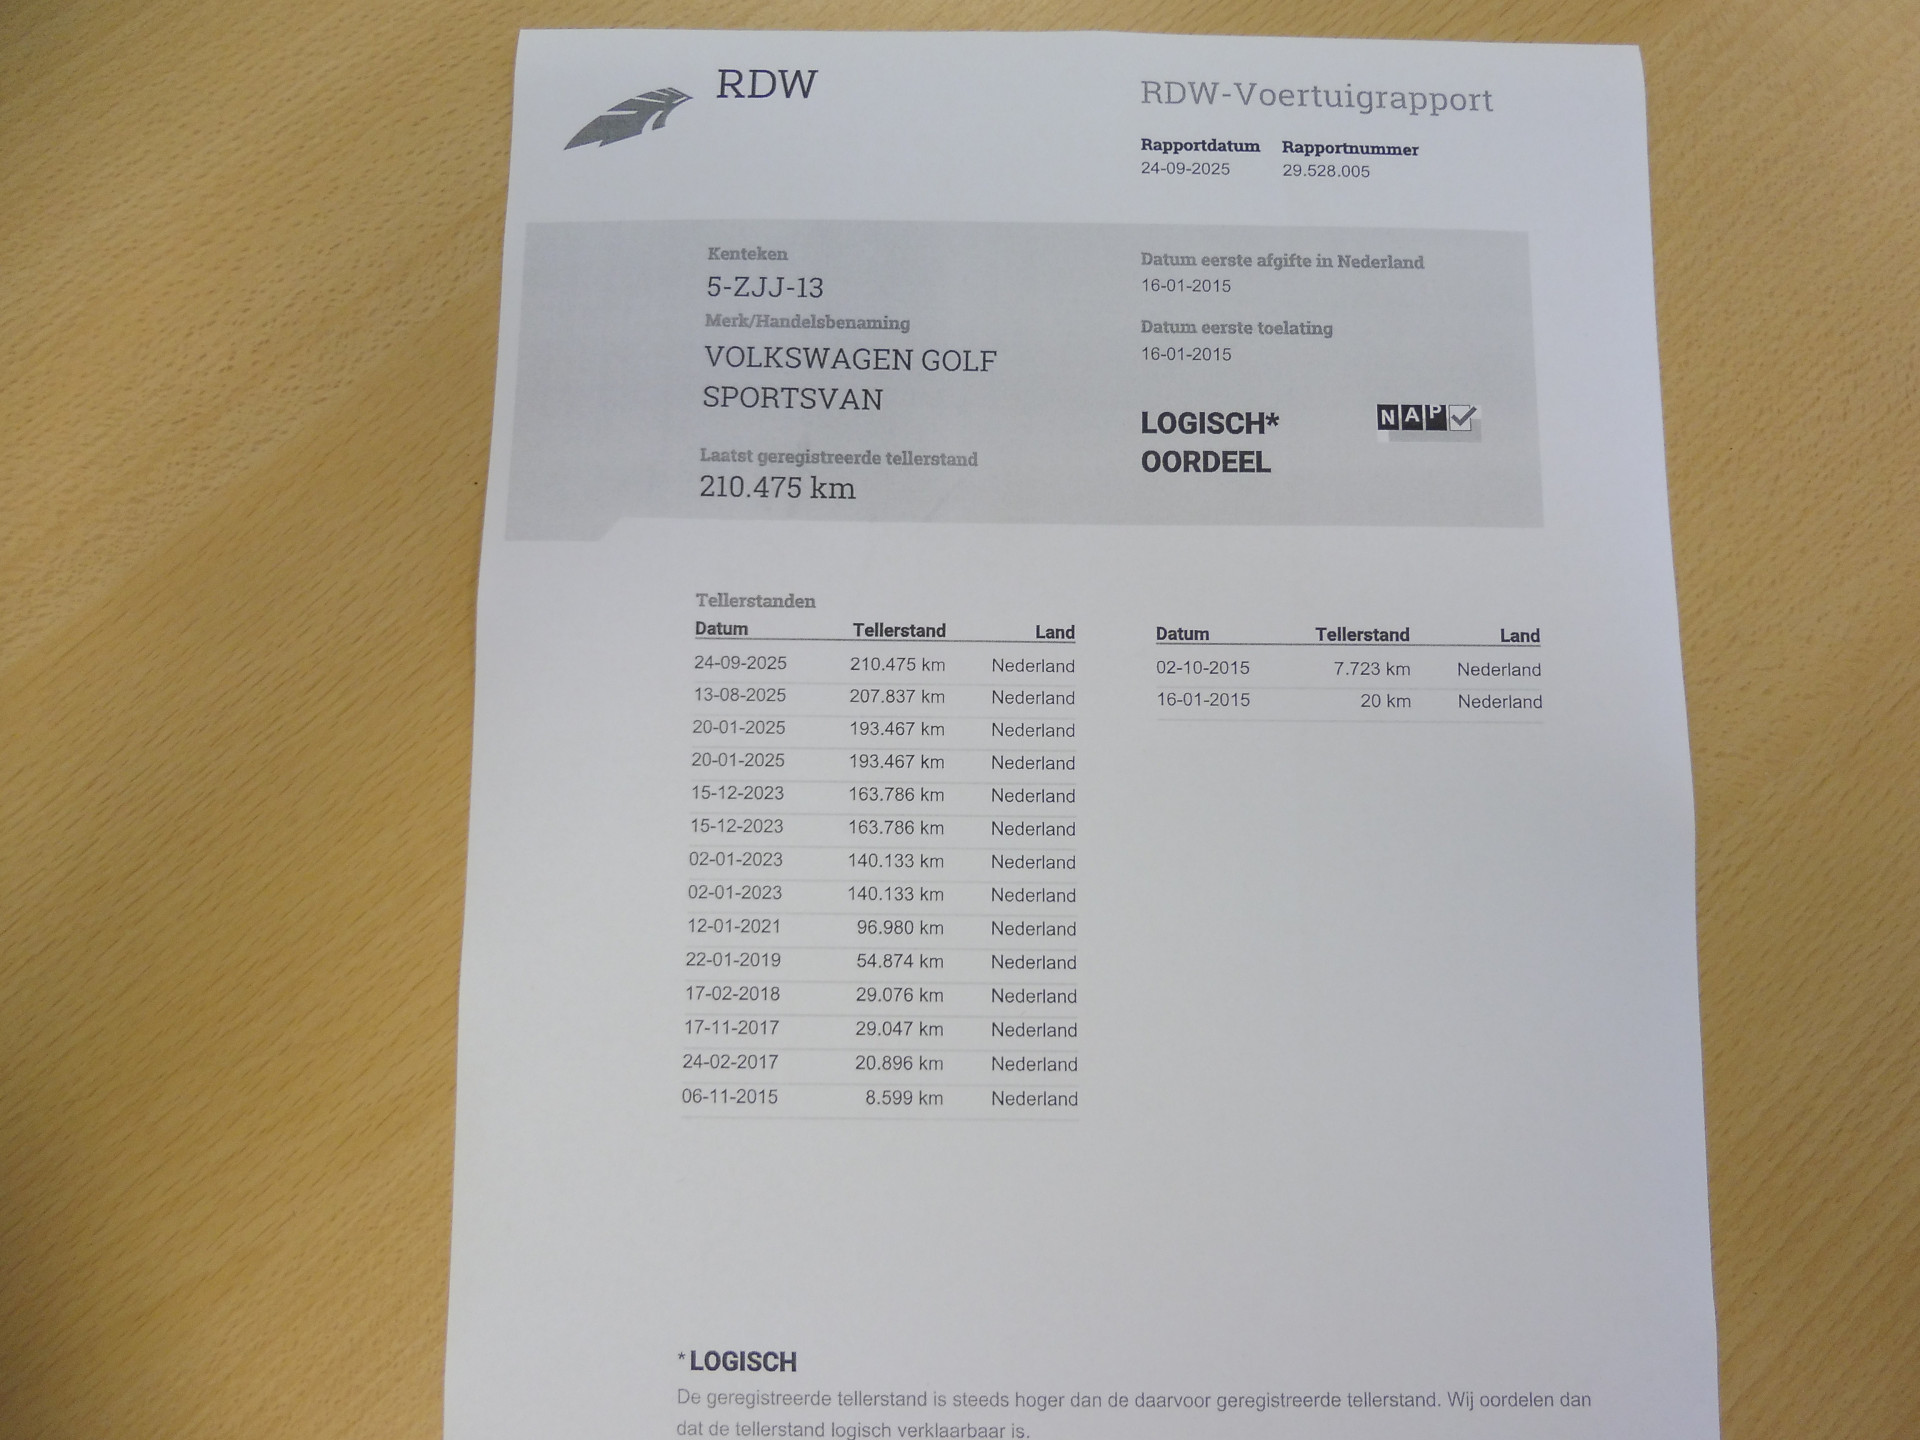 RDW
RDW-Voertuigrapport
Rapportdatum Rapportnummer
24-09-2025 29.528.005
Kenteken
5-ZJJ-13
Merk/Handelsbenaming
VOLKSWAGEN GOLF
SPORTSVAN
Laatst geregistreerde tellerstand
210.475 km
Datum eerste afgifte in Nederland
16-01-2015
Datum eerste toelating
16-01-2015
LOGISCH*
OORDEEL
NAP
Tellerstanden
Datum Tellerstand Land
24-09-2025 210.475 km Nederland
13-08-2025 207.837 km Nederland
20-01-2025 193.467 km Nederland
20-01-2025 193.467 km Nederland
15-12-2023 163.786 km Nederland
15-12-2023 163.786 km Nederland
02-01-2023 140.133 km Nederland
02-01-2023 140.133 km Nederland
12-01-2021 96.980 km Nederland
22-01-2019 54.874 km Nederland
17-02-2018 29.076 km Nederland
17-11-2017 29.047 km Nederland
24-02-2017 20.896 km Nederland
06-11-2015 8.599 km Nederland
Datum Tellerstand Land
02-10-2015 7.723 km Nederland
16-01-2015 20 km Nederland
*LOGISCH
De geregistreerde tellerstand is steeds hoger dan de daarvoor geregistreerde tellerstand. Wij oordelen dan
dat de tellerstand logisch verklaarbaar is.